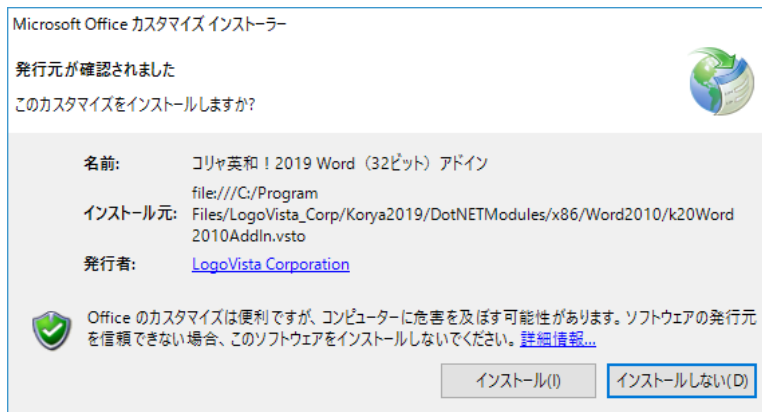 Microsoft Office カスタマイズ インストーラー
発行元が確認されました
このカスタマイズをインストールしますか?
名前: コリャ英和！2019 Word（32ビット）アドイン
file:///C:/Program
インストール元: Files/LogoVista_Corp/Korya2019/DotNETModules/x86/Word2010/k20Word
2010AddIn.vsto
発行者: LogoVista Corporation
Office のカスタマイズは便利ですが、コンピューターに危害を及ぼす可能性があります。ソフトウェアの発行元
を信頼できない場合、このソフトウェアをインストールしないでください。詳細情報...
インストール(I) インストールしない(D)